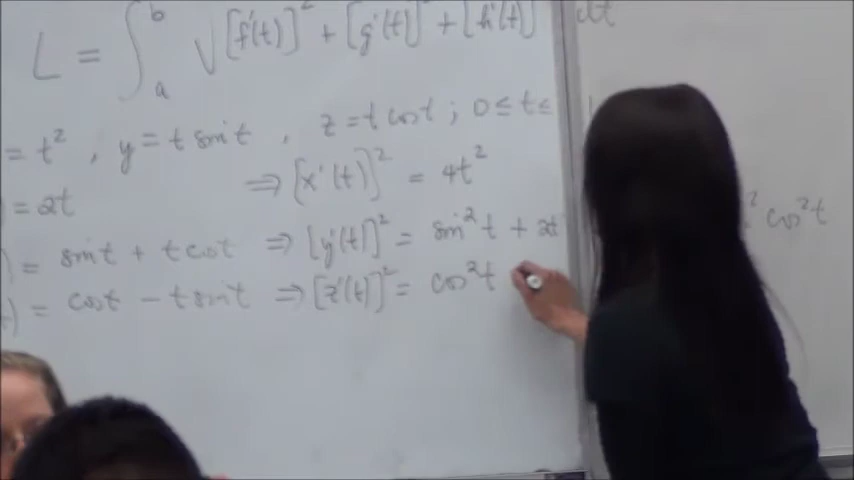 L = ∫_a^b √[f'(t)]² + [g'(t)]² + [h'(t)] dt
= t² , y = t sin t , z = t cos t ; 0 ≤ t ≤
) = 2t ⇒ [x'(t)]² = 4t²
) = sin t + t cos t ⇒ [y'(t)]² = sin² t + 2t ² cos² t
t) = cos t − t sin t ⇒ [z'(t)]² = cos² t